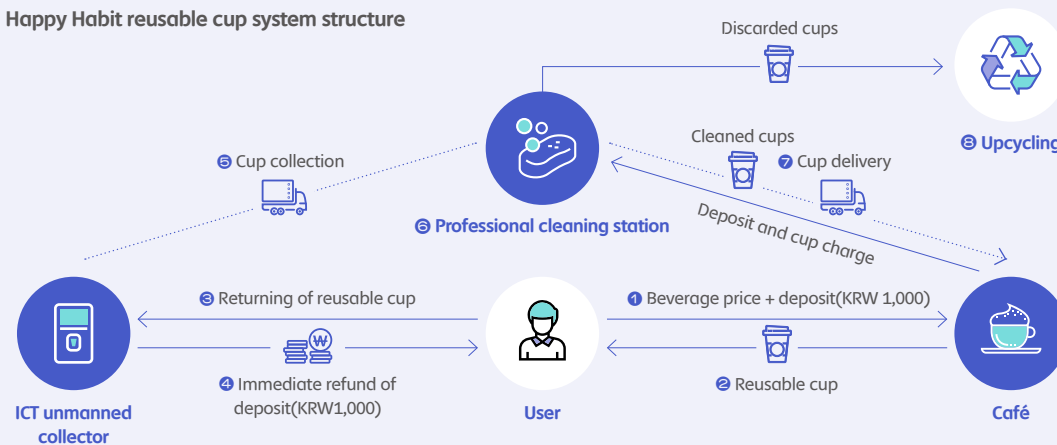 Happy Habit reusable cup system structure
Discarded cups
❽ Upcycling
Cleaned cups
❺ Cup collection
❼ Cup delivery
❻ Professional cleaning station
Deposit and cup charge
❸ Returning of reusable cup
❶ Beverage price + deposit(KRW 1,000)
₩
❹ Immediate refund of
deposit(KRW1,000)
❷ Reusable cup
ICT unmanned
collector
User
Café